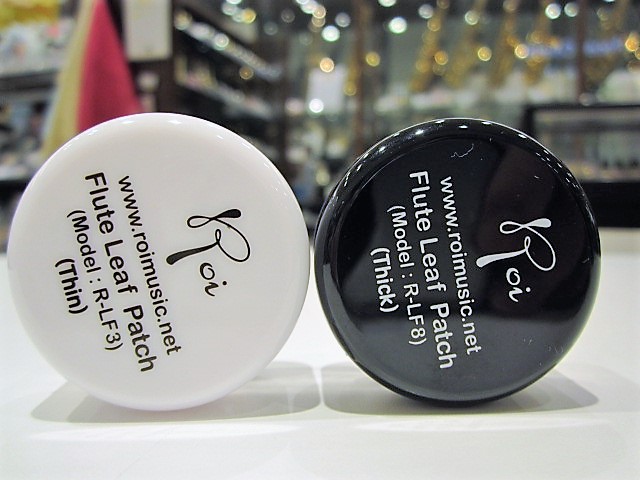 Roi
www.roimusic.net
Flute Leaf Patch
(Model : R-LF3)
(Thin)
Roi
www.roimusic.net
Flute Leaf Patch
(Model : R-LF8)
(Thick)